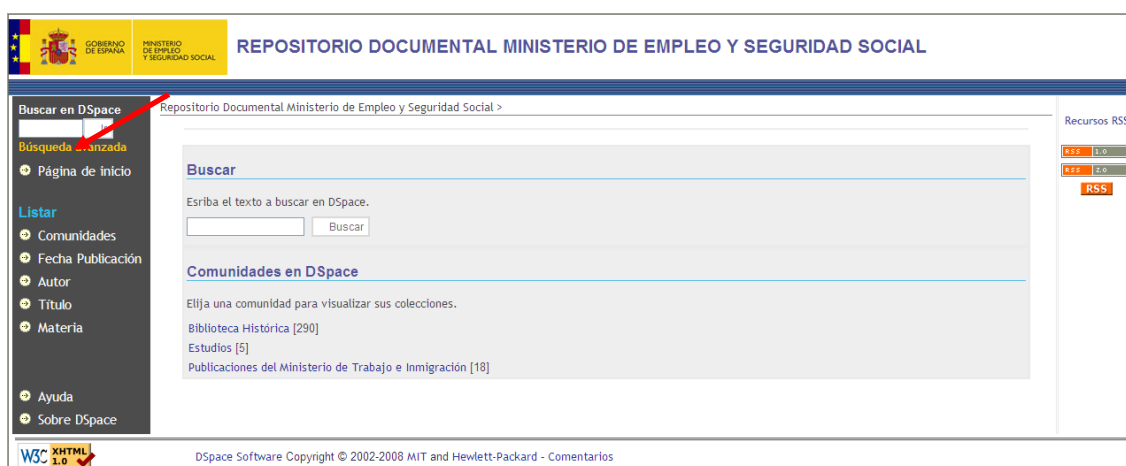 GOBIERNO
DE ESPAÑA
MINISTERIO
DE EMPLEO
Y SEGURIDAD SOCIAL
REPOSITORIO DOCUMENTAL MINISTERIO DE EMPLEO Y SEGURIDAD SOCIAL
Buscar en DSpace
Búsqueda avanzada
Página de inicio
Listar
Comunidades
Fecha Publicación
Autor
Título
Materia
Ayuda
Sobre DSpace
Repositorio Documental Ministerio de Empleo y Seguridad Social >
Buscar
Esriba el texto a buscar en DSpace.
Buscar
Comunidades en DSpace
Elija una comunidad para visualizar sus colecciones.
Biblioteca Histórica [290]
Estudios [5]
Publicaciones del Ministerio de Trabajo e Inmigración [18]
Recursos RSS
RSS 1.0
RSS 2.0
RSS
W3C XHTML 1.0
DSpace Software Copyright © 2002-2008 MIT and Hewlett-Packard - Comentarios